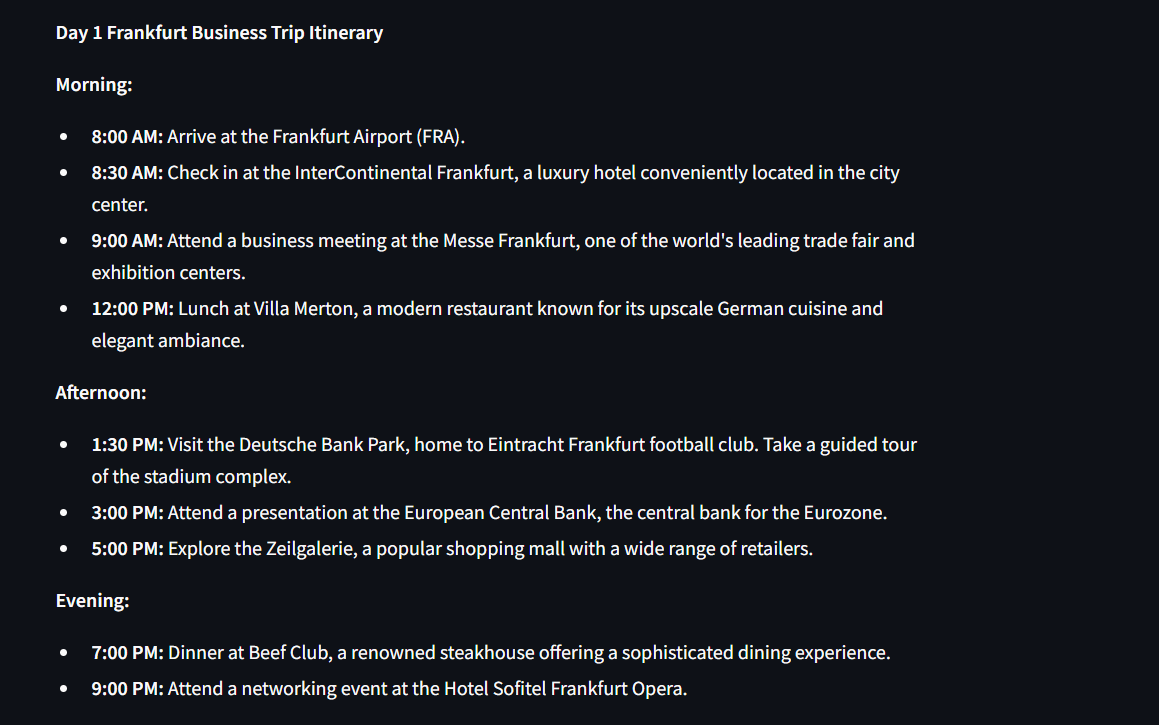 Day 1 Frankfurt Business Trip Itinerary
Morning:
• 8:00 AM: Arrive at the Frankfurt Airport (FRA).
• 8:30 AM: Check in at the InterContinental Frankfurt, a luxury hotel conveniently located in the city
center.
• 9:00 AM: Attend a business meeting at the Messe Frankfurt, one of the world's leading trade fair and
exhibition centers.
• 12:00 PM: Lunch at Villa Merton, a modern restaurant known for its upscale German cuisine and
elegant ambiance.
Afternoon:
• 1:30 PM: Visit the Deutsche Bank Park, home to Eintracht Frankfurt football club. Take a guided tour
of the stadium complex.
• 3:00 PM: Attend a presentation at the European Central Bank, the central bank for the Eurozone.
• 5:00 PM: Explore the Zeilgalerie, a popular shopping mall with a wide range of retailers.
Evening:
• 7:00 PM: Dinner at Beef Club, a renowned steakhouse offering a sophisticated dining experience.
• 9:00 PM: Attend a networking event at the Hotel Sofitel Frankfurt Opera.